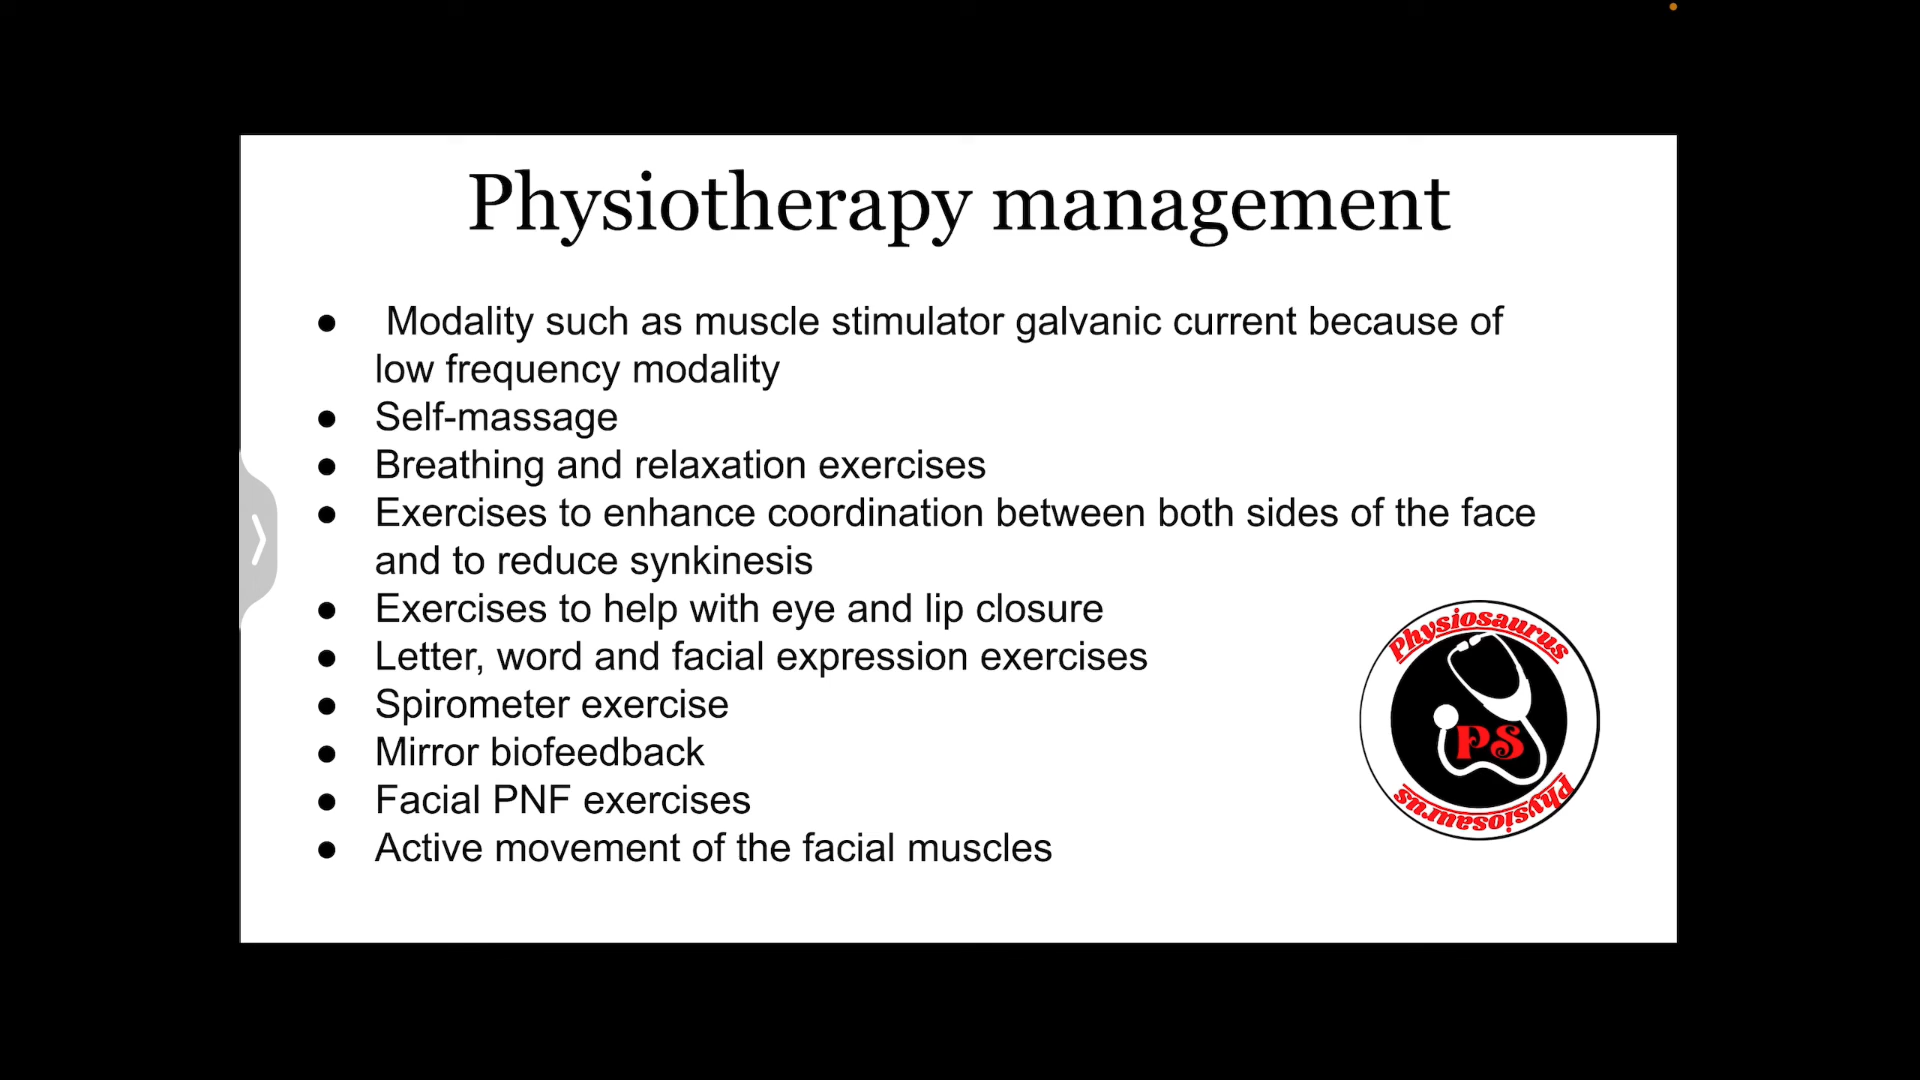 Physiotherapy management
● Modality such as muscle stimulator galvanic current because of
low frequency modality
● Self-massage
● Breathing and relaxation exercises
● Exercises to enhance coordination between both sides of the face
and to reduce synkinesis
● Exercises to help with eye and lip closure
● Letter, word and facial expression exercises
● Spirometer exercise
● Mirror biofeedback
● Facial PNF exercises
● Active movement of the facial muscles
Physiosaurus
PS
Physiosaurus